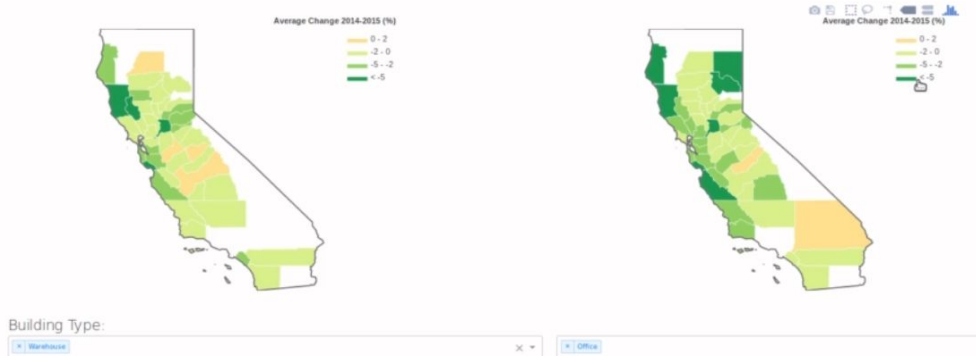 Average Change 2014-2015 (%)
0 - 2
-2 - 0
-5 - -2
< -5
Average Change 2014-2015 (%)
0 - 2
-2 - 0
-5 - -2
< -5
Building Type:
× Warehouse
× Office